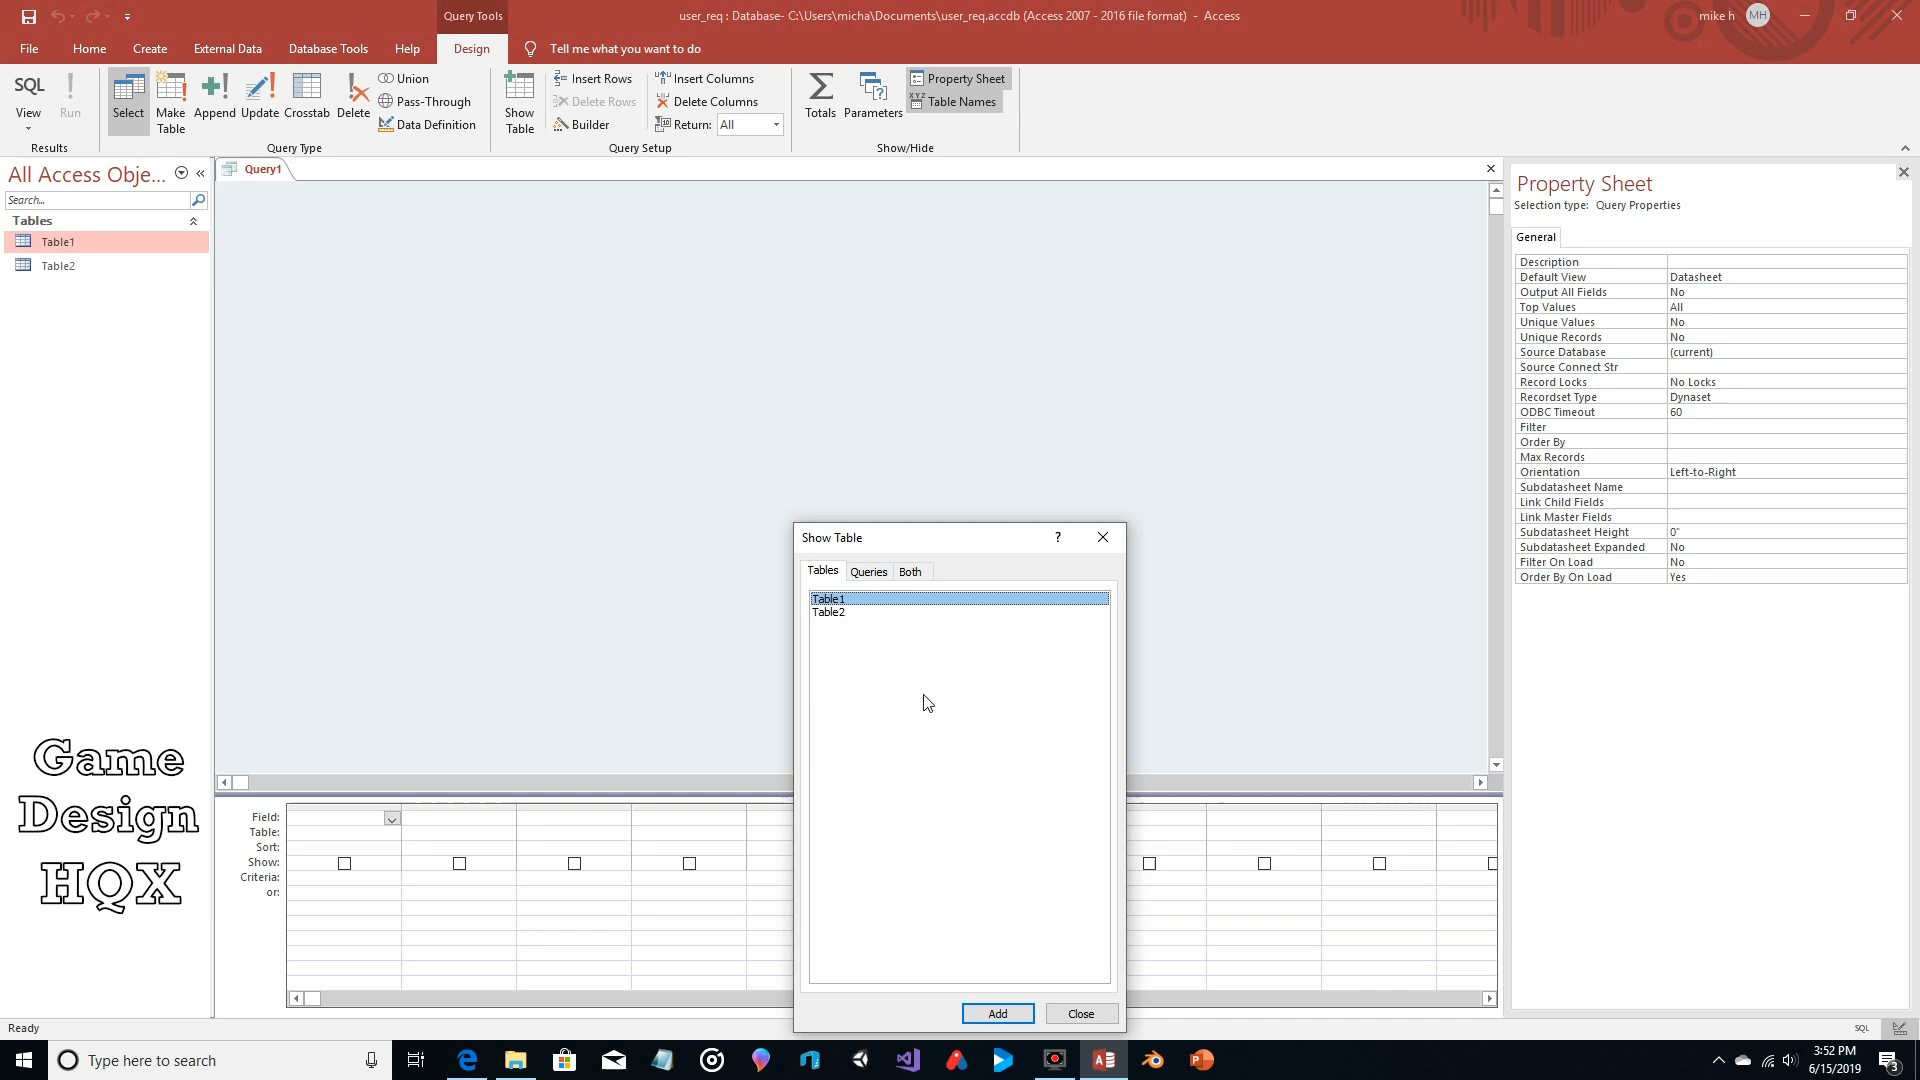 Query Tools
user_req : Database- C:\Users\micha\Documents\user_req.accdb (Access 2007 - 2016 file format)  -  Access
mike h
MH
File
Home
Create
External Data
Database Tools
Help
Design
Tell me what you want to do
SQL
View
Run
Results
Select
Make Table
Append
Update
Crosstab
Delete
Union
Pass-Through
Data Definition
Query Type
Show Table
Insert Rows
Delete Rows
Builder
Insert Columns
Delete Columns
Return: All
Query Setup
Totals
Parameters
Property Sheet
Table Names
Show/Hide
All Access Obje...
Search...
Tables
Table1
Table2
Query1
Property Sheet
Selection type: Query Properties
General
Description
Default View Datasheet
Output All Fields No
Top Values All
Unique Values No
Unique Records No
Source Database (current)
Source Connect Str
Record Locks No Locks
Recordset Type Dynaset
ODBC Timeout 60
Filter
Order By
Max Records
Orientation Left-to-Right
Subdatasheet Name
Link Child Fields
Link Master Fields
Subdatasheet Height 0"
Subdatasheet Expanded No
Filter On Load No
Order By On Load Yes
Show Table
?
Tables
Queries
Both
Table1
Table2
Add
Close
Field:
Table:
Sort:
Show:
Criteria:
or:
Game
Design
HQX
Ready
SQL
Type here to search
3:52 PM
6/15/2019
3